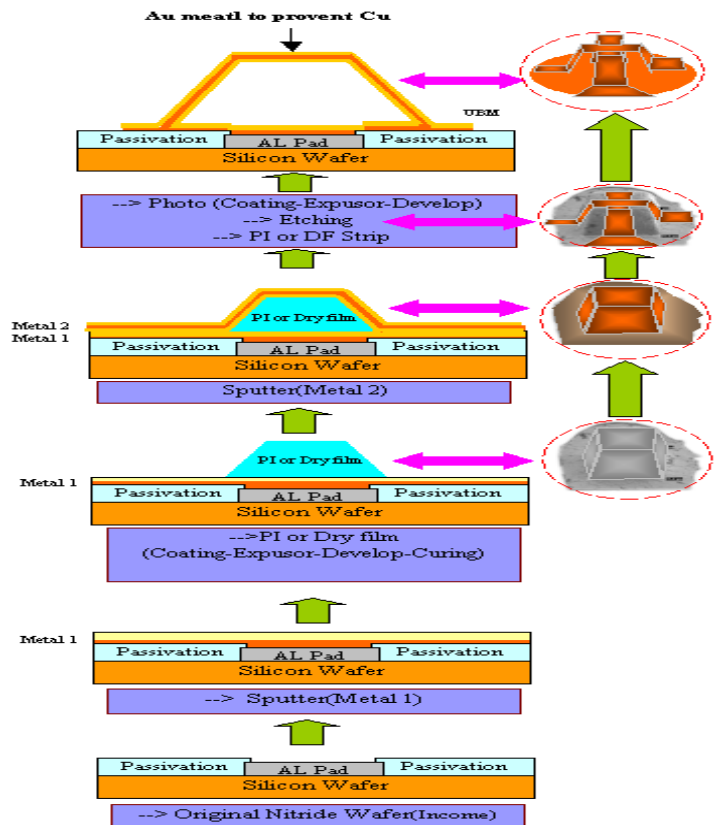 Au meatl to provent Cu
UBM
Passivation
AL Pad
Passivation
Silicon Wafer
--> Photo (Coating-Expusor-Develop)
--> Etching
--> PI or DF Strip
PI or Dry film
Metal 2
Metal 1
Passivation
AL Pad
Passivation
Silicon Wafer
Sputter(Metal 2)
PI or Dry film
Metal 1
Passivation
AL Pad
Passivation
Silicon Wafer
-->PI or Dry film
(Coating-Expusor-Develop-Curing)
Metal 1
Passivation
AL Pad
Passivation
Silicon Wafer
--> Sputter(Metal 1)
Passivation
AL Pad
Passivation
Silicon Wafer
--> Original Nitride Wafer(Income)